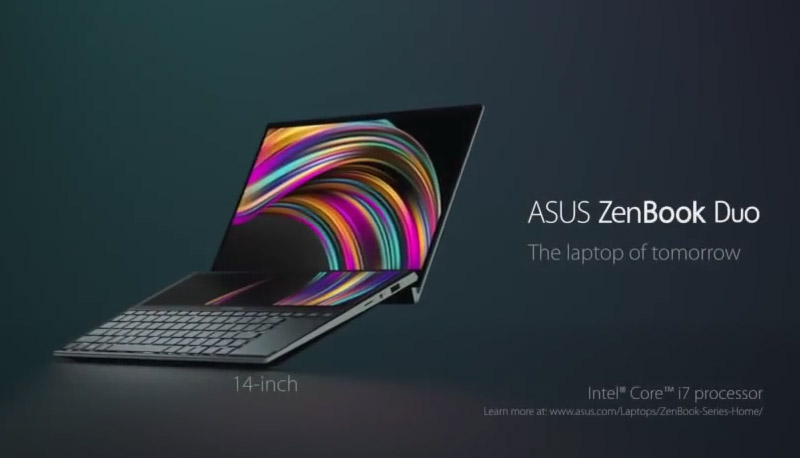 ASUS ZenBook Duo
The laptop of tomorrow
14-inch
Intel® Core™ i7 processor
Learn more at: www.asus.com/Laptops/ZenBook-Series-Home/